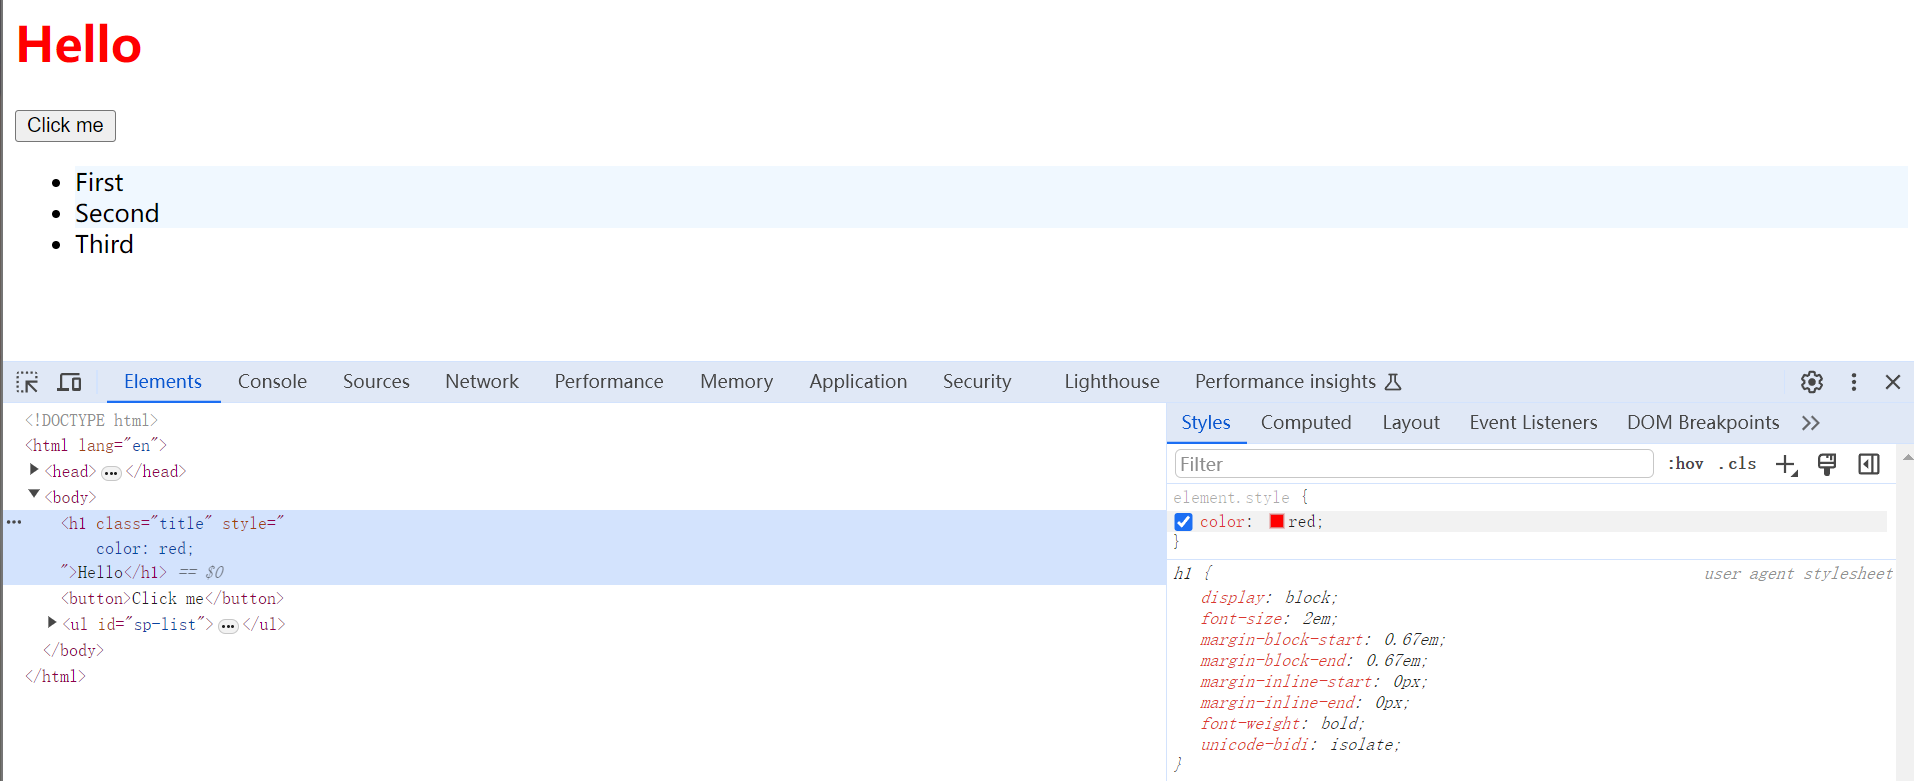 Hello
Click me
First
Second
Third
Elements Console Sources Network Performance Memory Application Security Lighthouse Performance insights
<!DOCTYPE html>
<html lang="en">
<head> ••• </head>
<body>
••• <h1 class="title" style="
color: red;
">Hello</h1> == $0
<button>Click me</button>
<ul id="sp-list"> ••• </ul>
</body>
</html>
Styles Computed Layout Event Listeners DOM Breakpoints
Filter :hov .cls
element.style {
color: red;
}
h1 { user agent stylesheet
display: block;
font-size: 2em;
margin-block-start: 0.67em;
margin-block-end: 0.67em;
margin-inline-start: 0px;
margin-inline-end: 0px;
font-weight: bold;
unicode-bidi: isolate;
}